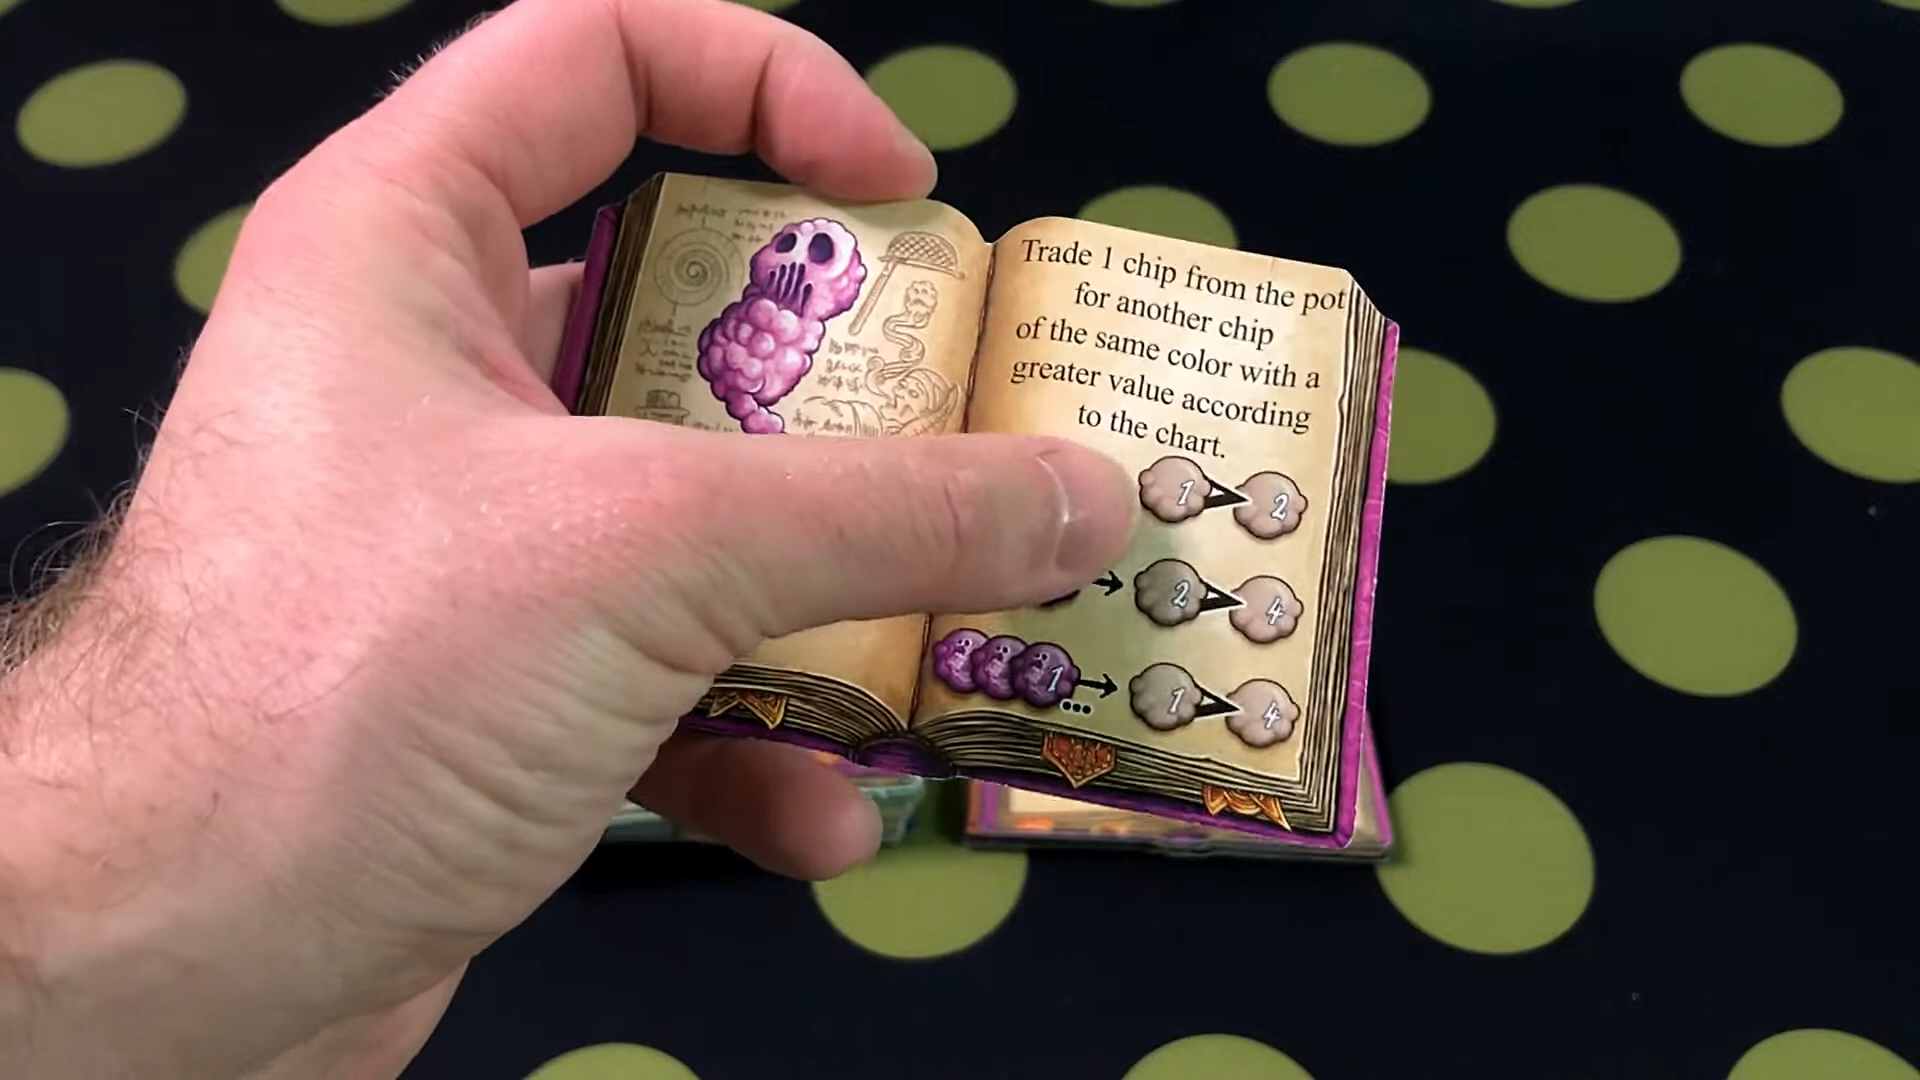 Trade 1 chip from the pot
for another chip
of the same color with a
greater value according
to the chart.
1 2
2 4
1 1 4